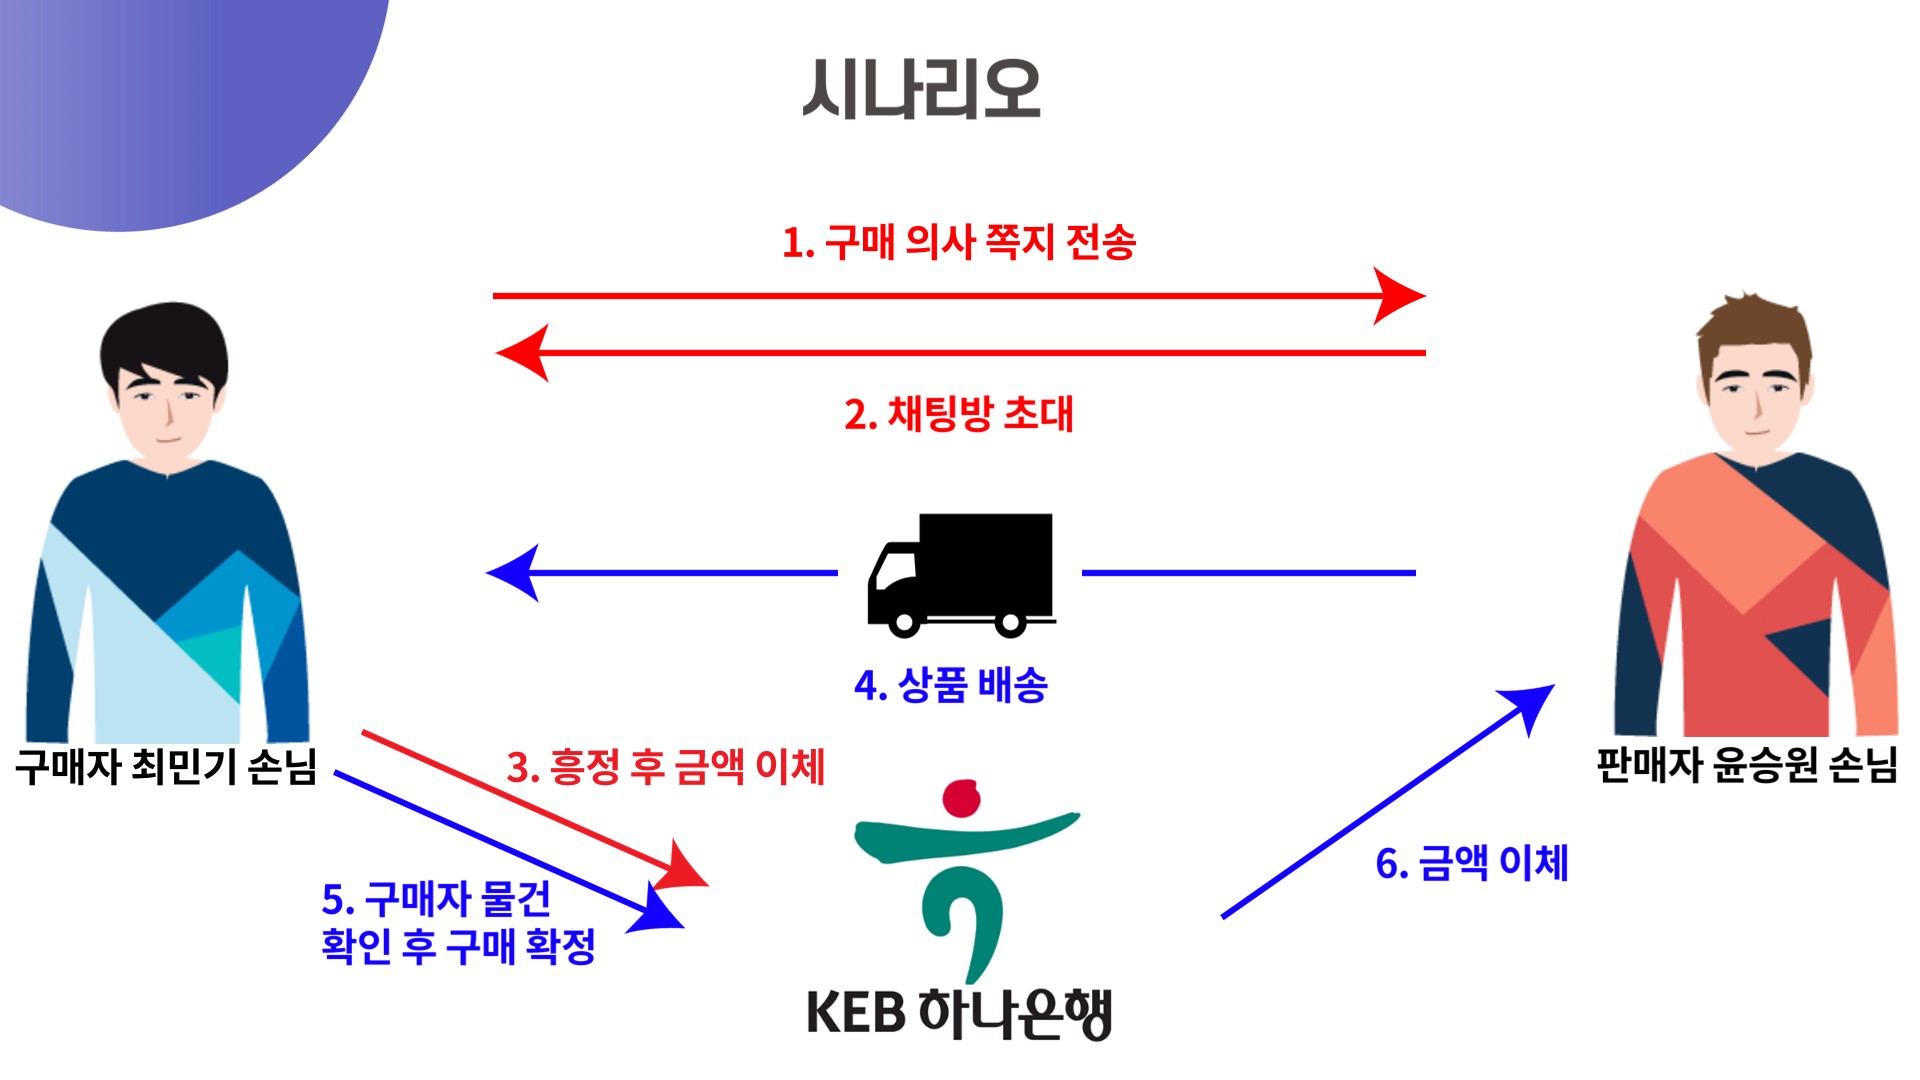 시나리오
1. 구매 의사 쪽지 전송
2. 채팅방 초대
4. 상품 배송
구매자 최민기 손님
3. 흥정 후 금액 이체
판매자 윤승원 손님
5. 구매자 물건
확인 후 구매 확정
6. 금액 이체
KEB 하나은행